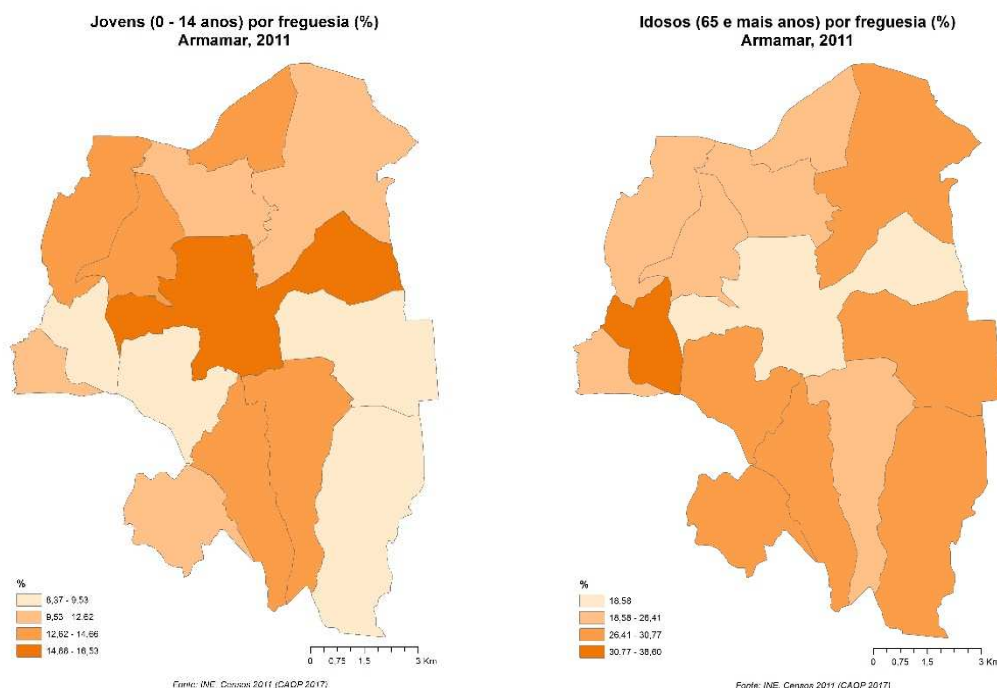 Jovens (0 - 14 anos) por freguesia (%)
Armamar, 2011
%
6,37 - 9,53
9,53 - 12,62
12,62 - 14,66
14,66 - 16,53
0 0,75 1,5 3 Km
Fonte: INE, Censos 2011 (CAOP 2017)
Idosos (65 e mais anos) por freguesia (%)
Armamar, 2011
%
18,58
18,58 - 26,41
26,41 - 30,77
30,77 - 38,60
0 0,75 1,5 3 Km
Fonte: INE, Censos 2011 (CAOP 2017)